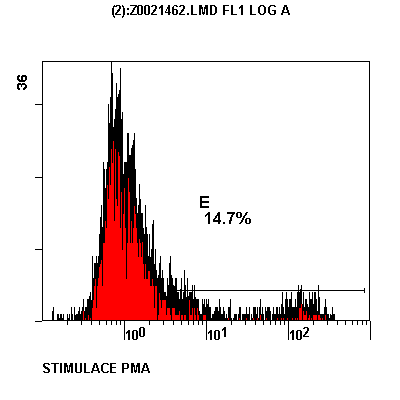 (2):Z0021462.LMD FL1 LOG A
36
E
14.7%
10⁰ 10¹ 10²
STIMULACE PMA